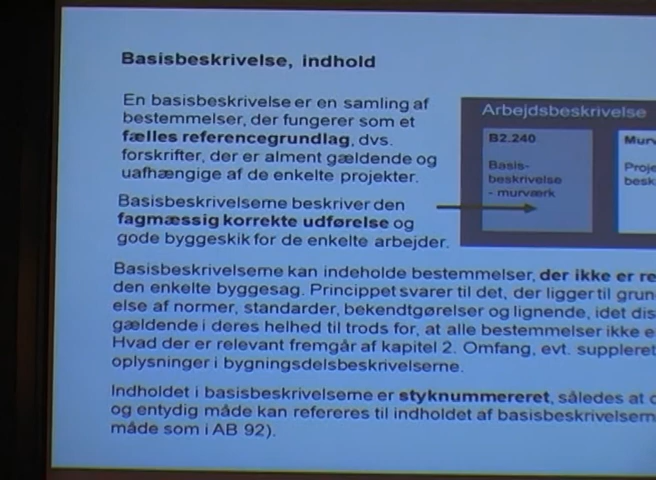 Basisbeskrivelse, indhold
En basisbeskrivelse er en samling af
bestemmelser, der fungerer som et
fælles referencegrundlag, dvs.
forskrifter, der er alment gældende og
uafhængige af de enkelte projekter.
Basisbeskrivelserne beskriver den
fagmæssig korrekte udførelse og
gode byggeskik for de enkelte arbejder.
Arbejdsbeskrivelse
B2.240
Basis-
beskrivelse
- murværk
Murv
Proje
besk
Basisbeskrivelserne kan indeholde bestemmelser, der ikke er re
den enkelte byggesag. Princippet svarer til det, der ligger til grun
else af normer, standarder, bekendtgørelser og lignende, idet dis
gældende i deres helhed til trods for, at alle bestemmelser ikke e
Hvad der er relevant fremgår af kapitel 2. Omfang, evt. suppleret
oplysninger i bygningsdelsbeskrivelserne.
Indholdet i basisbeskrivelserne er styknummereret, således at d
og entydig måde kan refereres til indholdet af basisbeskrivelsern
måde som i AB 92).